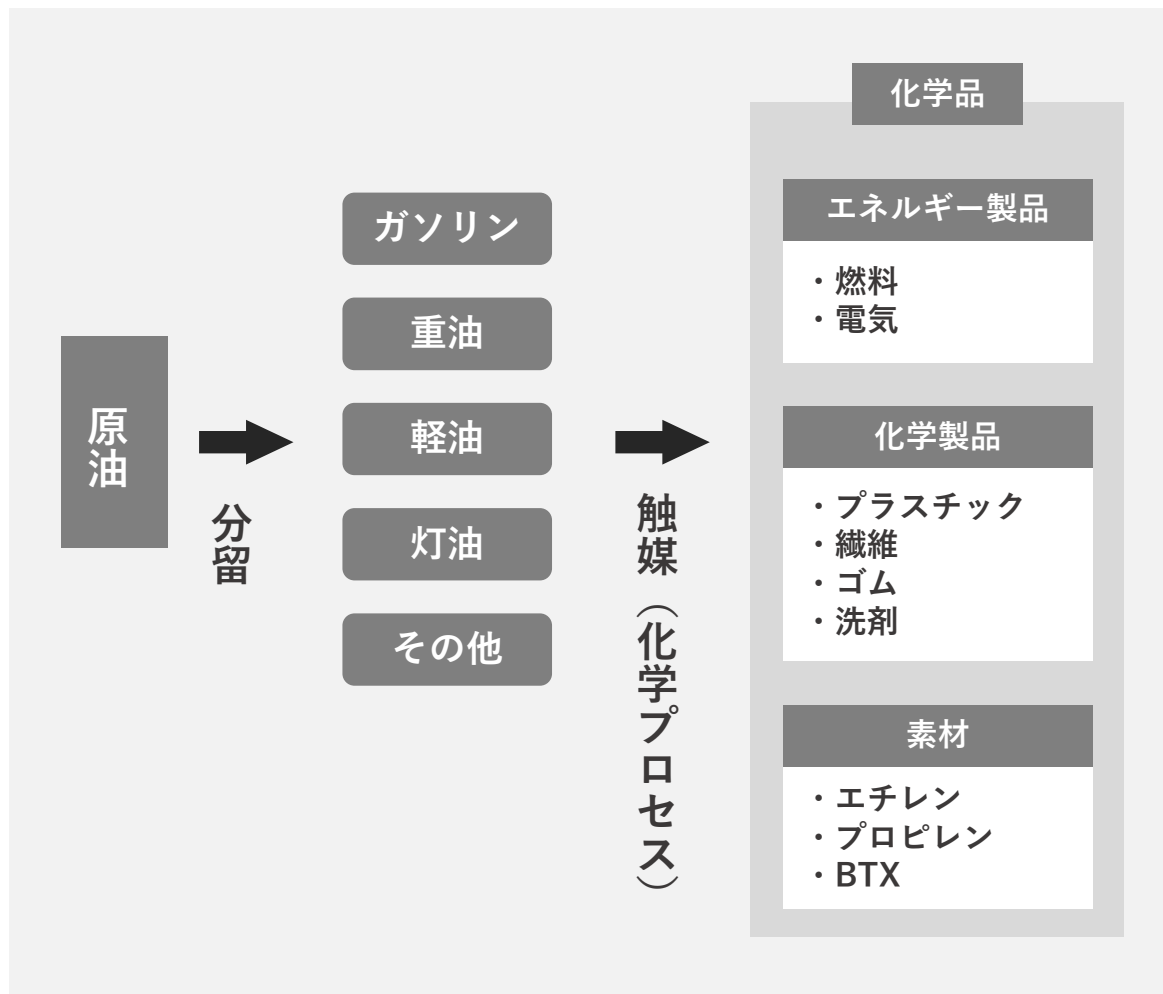 原油
分留
ガソリン
重油
軽油
灯油
その他
触媒（化学プロセス）
化学品
エネルギー製品
・燃料
・電気
化学製品
・プラスチック
・繊維
・ゴム
・洗剤
素材
・エチレン
・プロピレン
・BTX